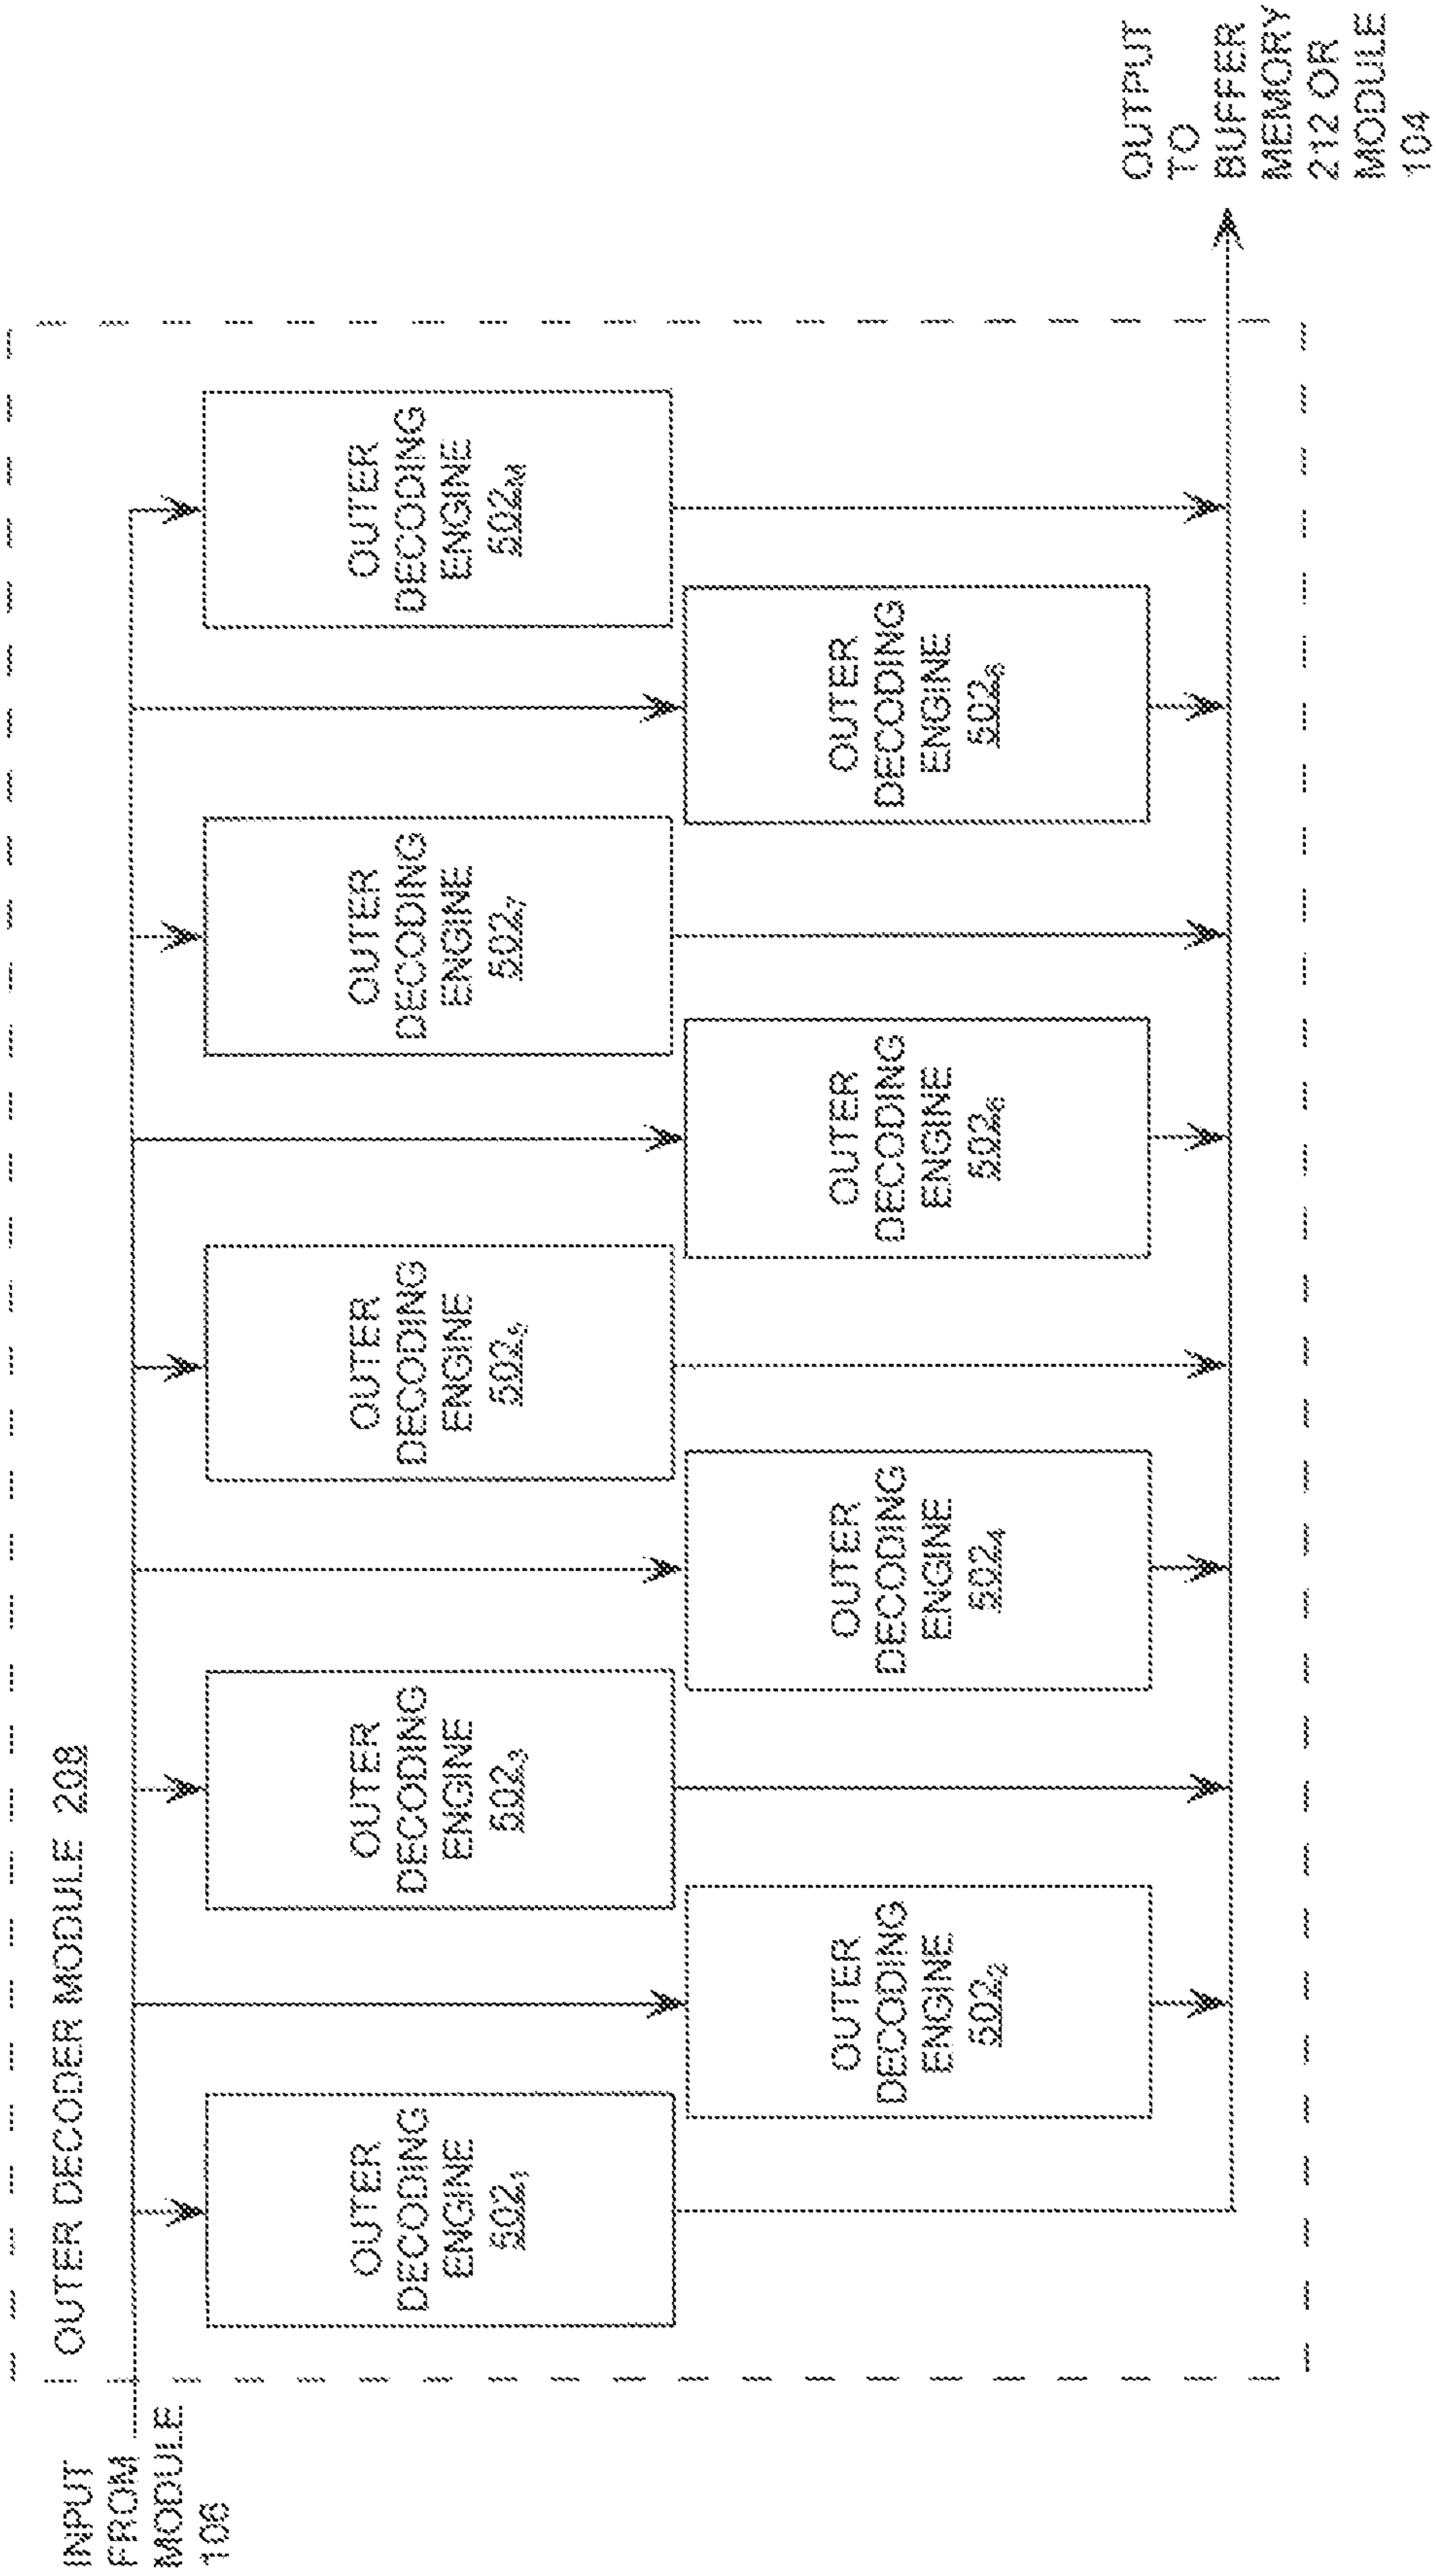 INPUT
FROM
MODULE
106
OUTER DECODER MODULE 208
OUTER
DECODING
ENGINE
502₁
OUTER
DECODING
ENGINE
502₃
OUTER
DECODING
ENGINE
502₅
OUTER
DECODING
ENGINE
502₇
OUTER
DECODING
ENGINE
502M
OUTER
DECODING
ENGINE
502₂
OUTER
DECODING
ENGINE
502₄
OUTER
DECODING
ENGINE
502₆
OUTER
DECODING
ENGINE
502₈
OUTPUT
TO
BUFFER
MEMORY
212 OR
MODULE
104